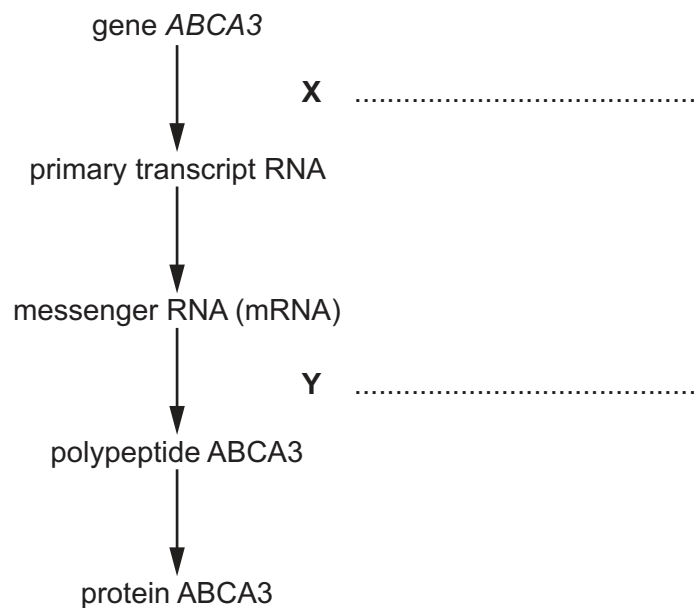 gene ABCA3
X ..........................................
primary transcript RNA
messenger RNA (mRNA)
Y ..........................................
polypeptide ABCA3
protein ABCA3